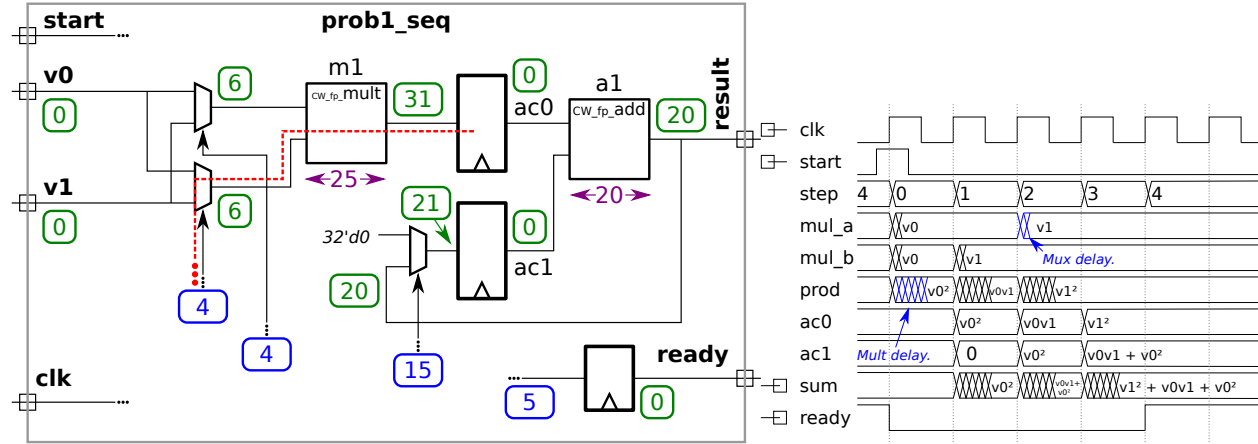 start
prob1_seq
v0
0
6
m1
CW_fp_mult
31
25
0
ac0
a1
CW_fp_add
20
20
result
v1
0
6
4
4
21
32'd0
20
0
ac1
15
clk
5
0
ready
clk
start
step 4 0 1 2 3 4
mul_a v0 v1
Mux delay.
mul_b v0 v1
prod v0² v0v1 v1²
ac0 v0² v0v1 v1²
Mult delay.
ac1 0 v0² v0v1 + v0²
sum v0² v0v1+ v0² v1² + v0v1 + v0²
ready